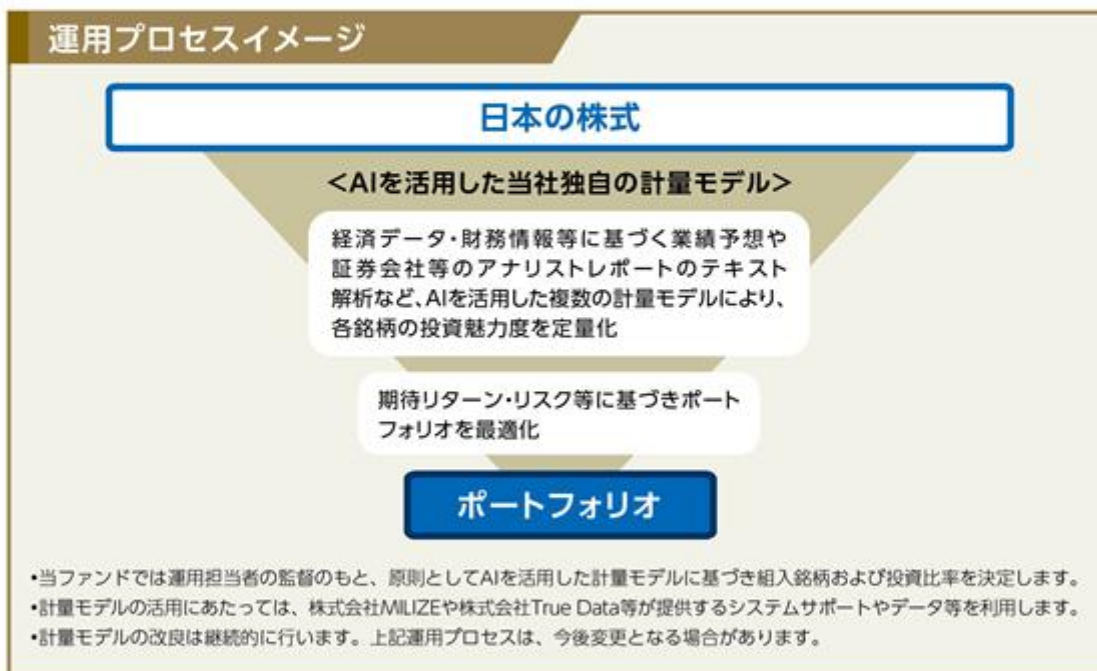 運用プロセスイメージ
日本の株式
<AIを活用した当社独自の計量モデル>
経済データ・財務情報等に基づく業績予想や
証券会社等のアナリストレポートのテキスト
解析など、AIを活用した複数の計量モデルにより、
各銘柄の投資魅力度を定量化
期待リターン・リスク等に基づきポート
フォリオを最適化
ポートフォリオ
•当ファンドでは運用担当者の監督のもと、原則としてAIを活用した計量モデルに基づき組入銘柄および投資比率を決定します。
•計量モデルの活用にあたっては、株式会社MILIZEや株式会社True Data等が提供するシステムサポートやデータ等を利用します。
•計量モデルの改良は継続的に行います。上記運用プロセスは、今後変更となる場合があります。